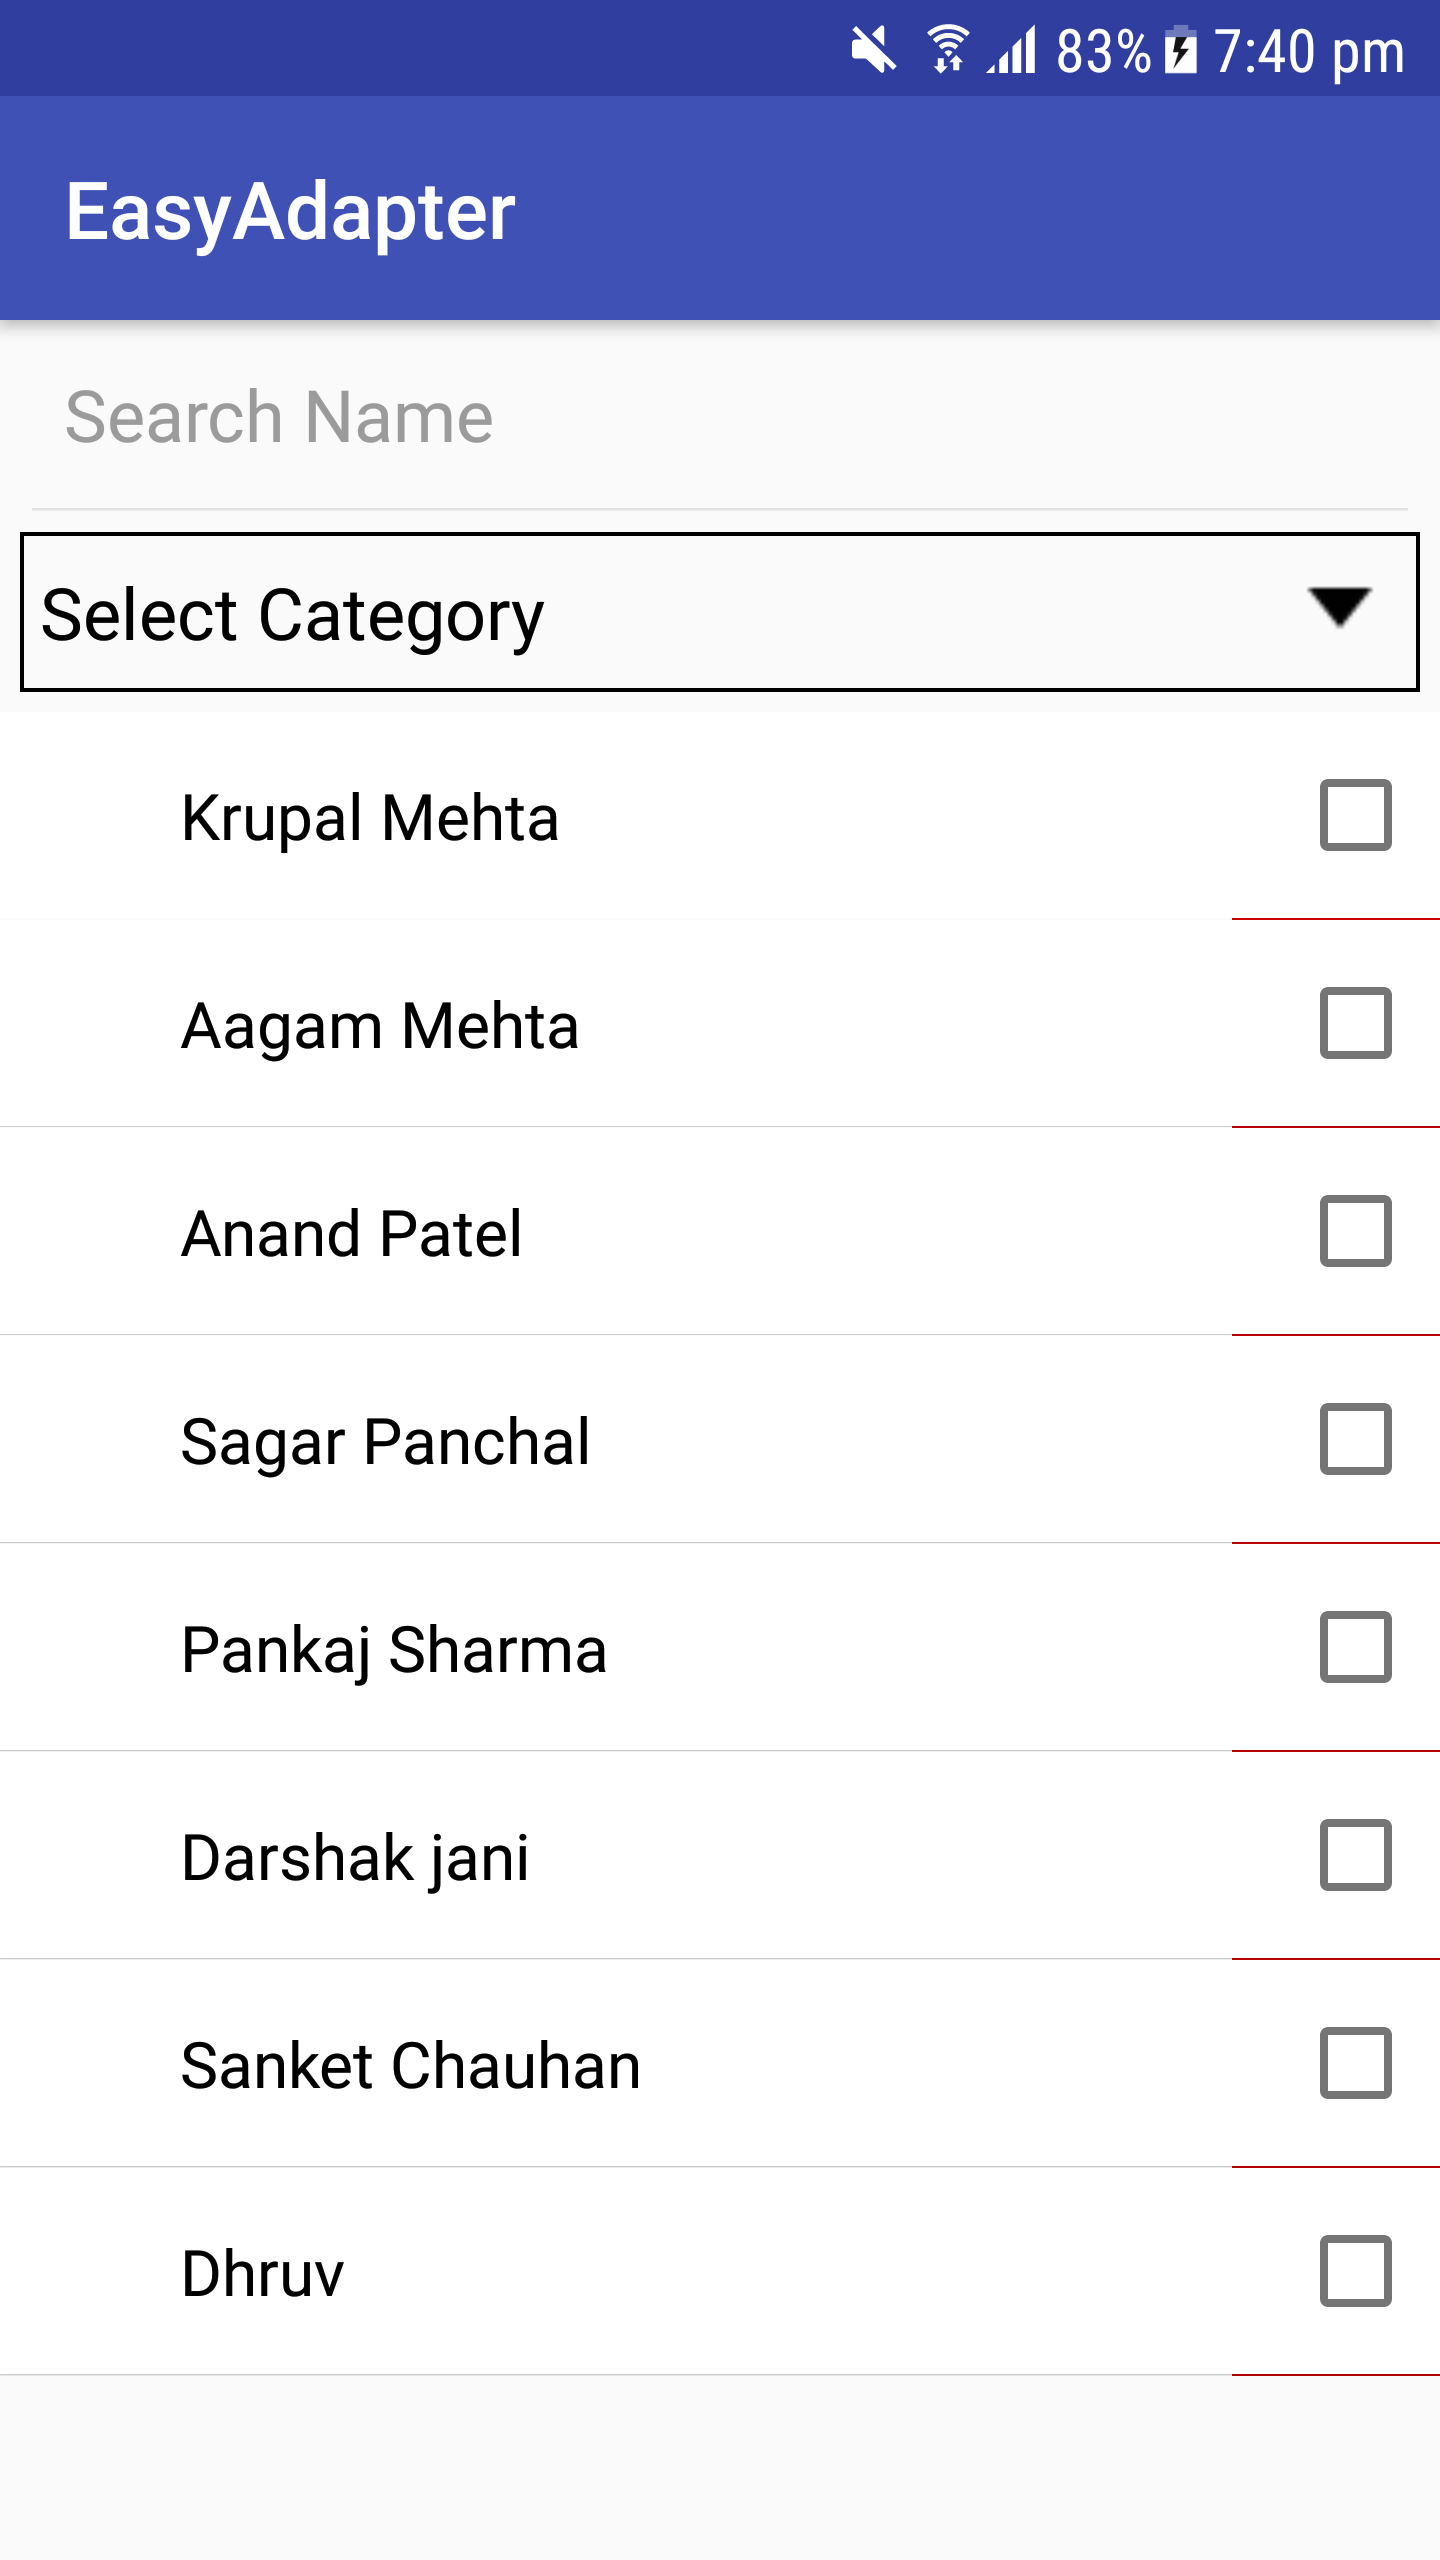 83% 7:40 pm
EasyAdapter
Search Name
Select Category
Krupal Mehta
Aagam Mehta
Anand Patel
Sagar Panchal
Pankaj Sharma
Darshak jani
Sanket Chauhan
Dhruv